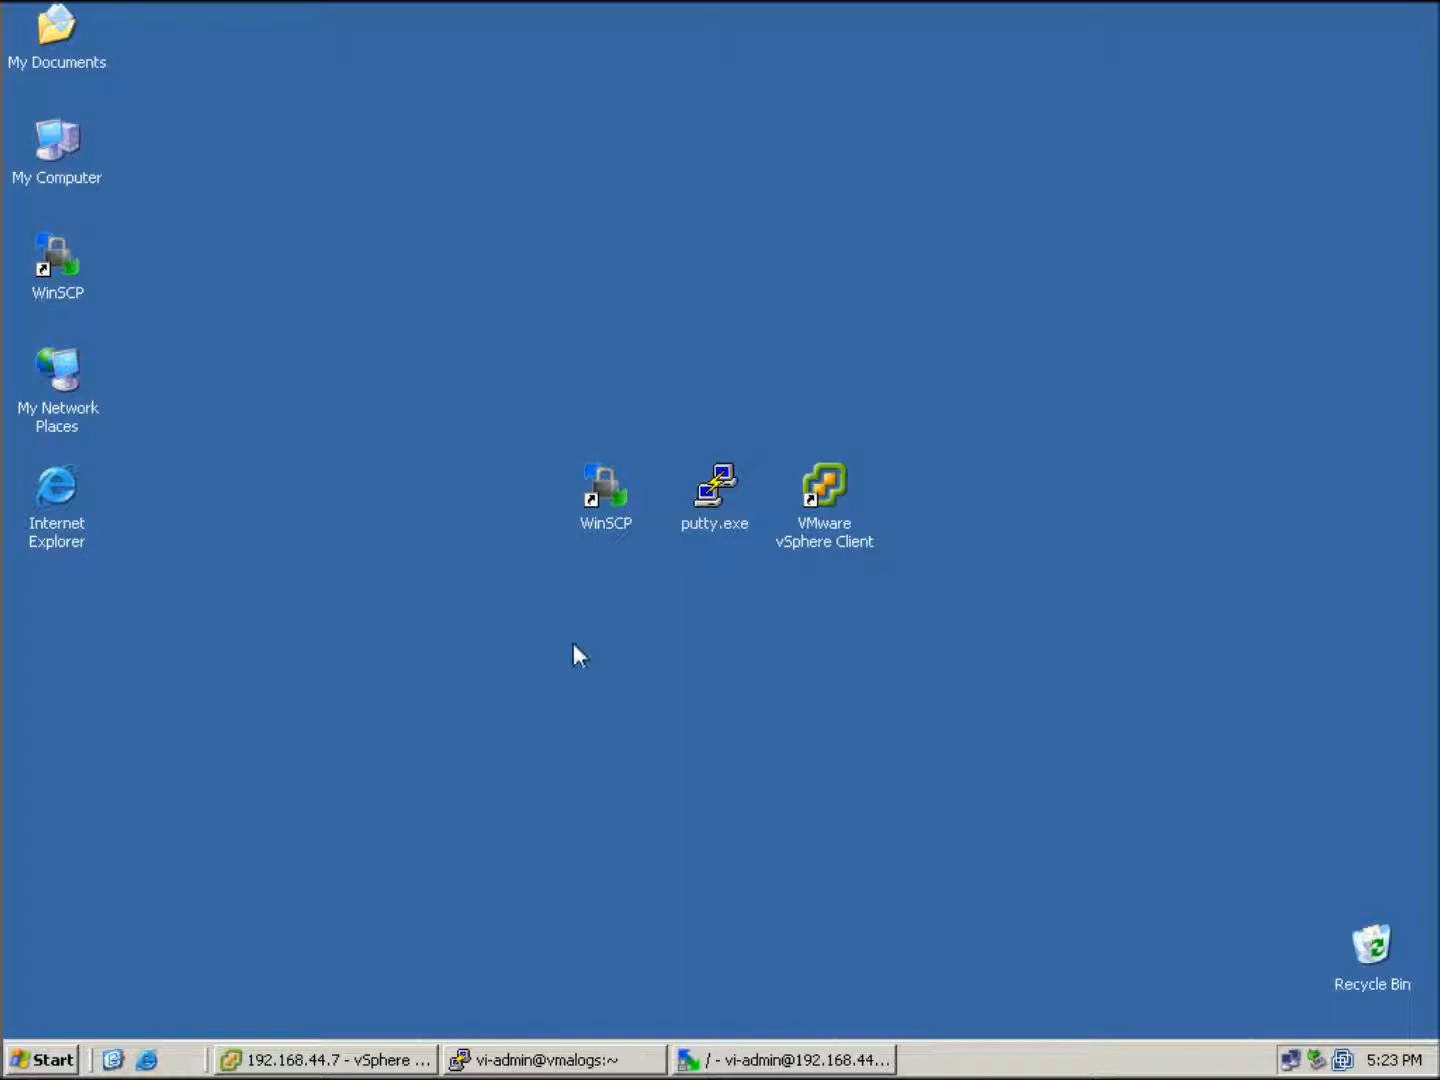 My Documents
My Computer
WinSCP
My Network
Places
Internet
Explorer
WinSCP
putty.exe
VMware
vSphere Client
Recycle Bin
Start
192.168.44.7 - vSphere ...
vi-admin@vmalogs:~
/ - vi-admin@192.168.44...
5:23 PM